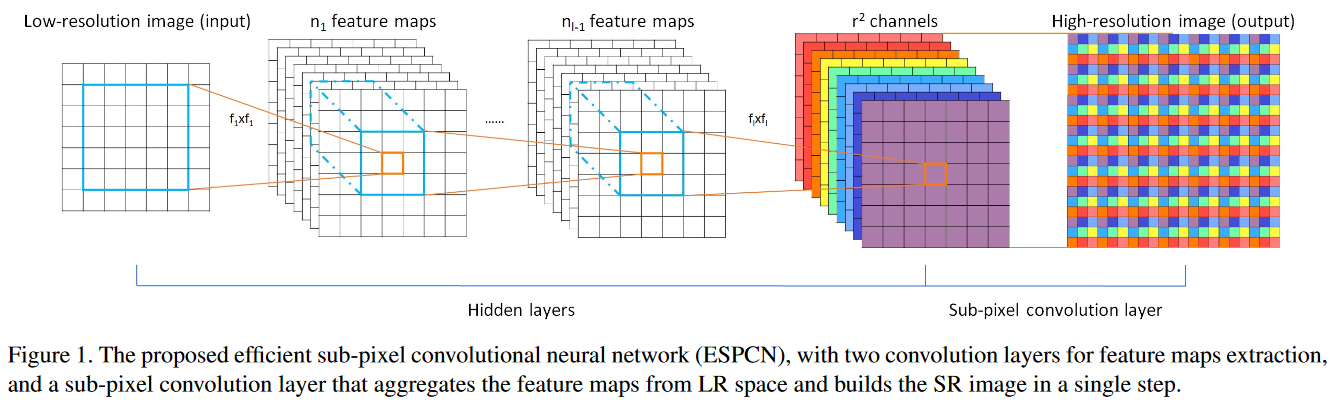 Low-resolution image (input)
n₁ feature maps
nₗ₋₁ feature maps
r² channels
High-resolution image (output)
f₁xf₁
......
fₗxfₗ
Hidden layers
Sub-pixel convolution layer
Figure 1. The proposed efficient sub-pixel convolutional neural network (ESPCN), with two convolution layers for feature maps extraction,
and a sub-pixel convolution layer that aggregates the feature maps from LR space and builds the SR image in a single step.